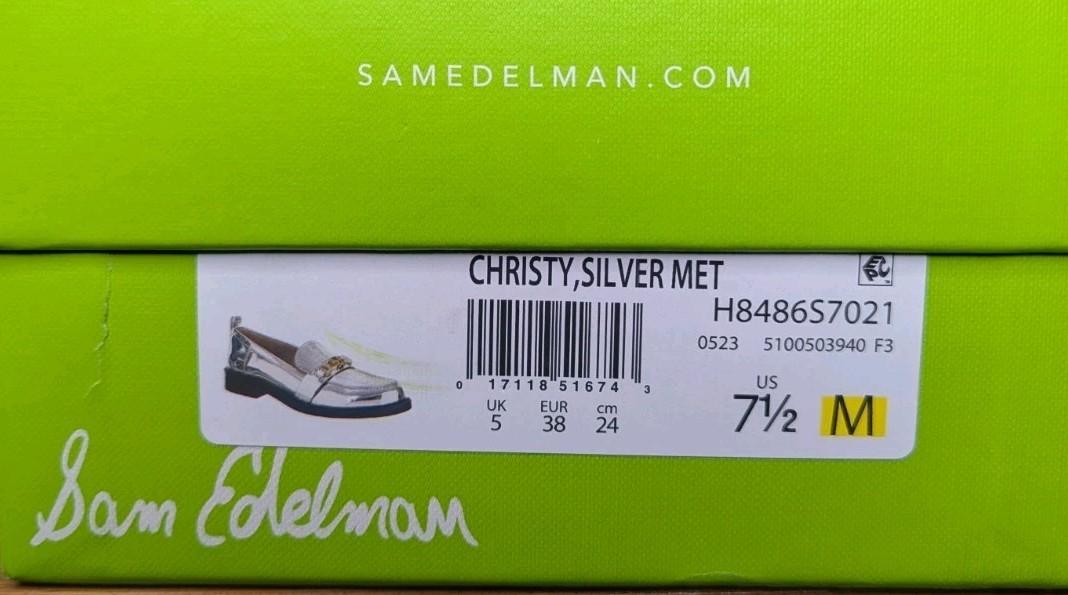 SAMEDELMAN.COM
CHRISTY,SILVER MET
EPC
H8486S7021
0523 5100503940 F3
0 17118 51674 3
UK EUR cm
5 38 24
US
7½ M
Sam Edelman